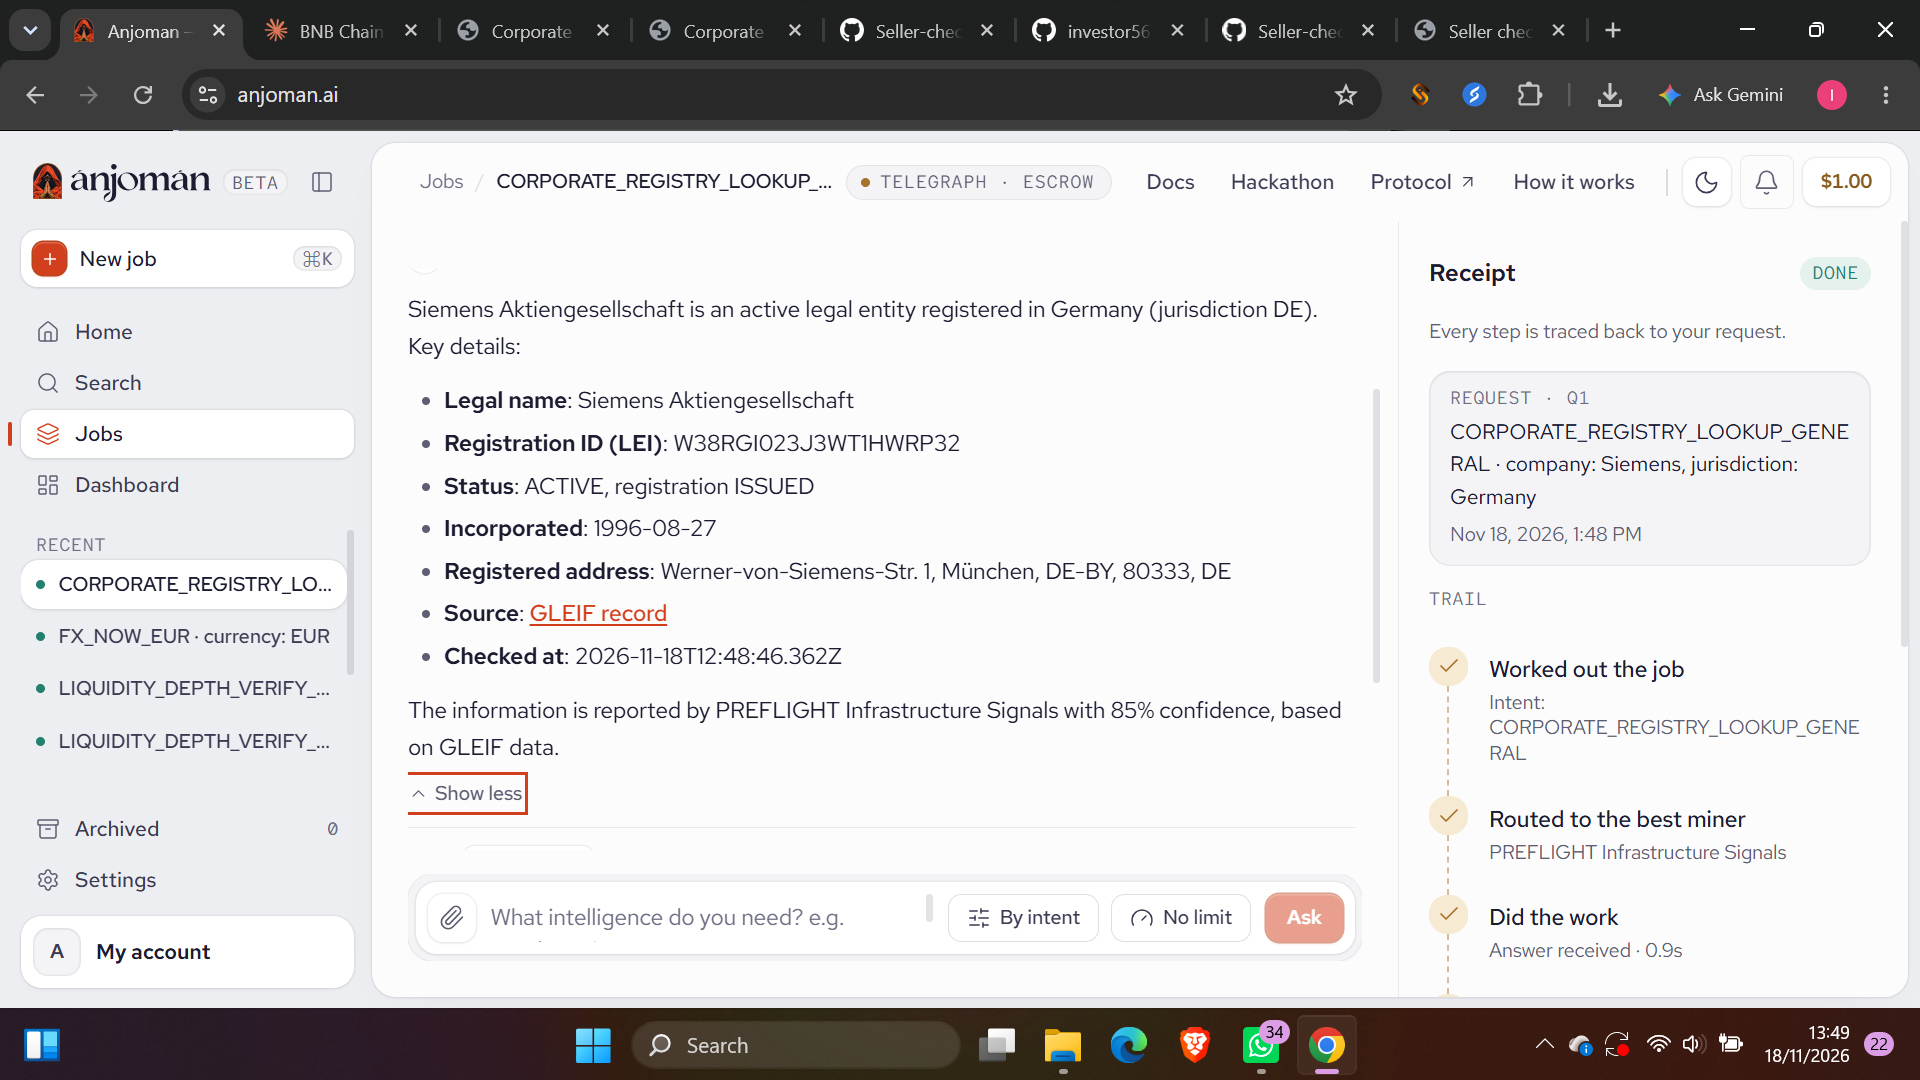 Anjoman -
BNB Chain
Corporate
Corporate
Seller-chec
investor56
Seller-chec
Seller chec
anjoman.ai
Ask Gemini
I
anjoman BETA
New job ⌘K
Home
Search
Jobs
Dashboard
RECENT
CORPORATE_REGISTRY_LO...
FX_NOW_EUR · currency: EUR
LIQUIDITY_DEPTH_VERIFY_...
LIQUIDITY_DEPTH_VERIFY_...
Archived 0
Settings
A My account
Jobs / CORPORATE_REGISTRY_LOOKUP_... TELEGRAPH · ESCROW Docs Hackathon Protocol ↗ How it works $1.00
Siemens Aktiengesellschaft is an active legal entity registered in Germany (jurisdiction DE).
Key details:
• Legal name: Siemens Aktiengesellschaft
• Registration ID (LEI): W38RGI023J3WT1HWRP32
• Status: ACTIVE, registration ISSUED
• Incorporated: 1996-08-27
• Registered address: Werner-von-Siemens-Str. 1, München, DE-BY, 80333, DE
• Source: GLEIF record
• Checked at: 2026-11-18T12:48:46.362Z
The information is reported by PREFLIGHT Infrastructure Signals with 85% confidence, based
on GLEIF data.
Show less
What intelligence do you need? e.g.
By intent
No limit
Ask
Receipt DONE
Every step is traced back to your request.
REQUEST · Q1
CORPORATE_REGISTRY_LOOKUP_GENE
RAL · company: Siemens, jurisdiction:
Germany
Nov 18, 2026, 1:48 PM
TRAIL
Worked out the job
Intent:
CORPORATE_REGISTRY_LOOKUP_GENE
RAL
Routed to the best miner
PREFLIGHT Infrastructure Signals
Did the work
Answer received · 0.9s
Search
34
13:49
18/11/2026
22